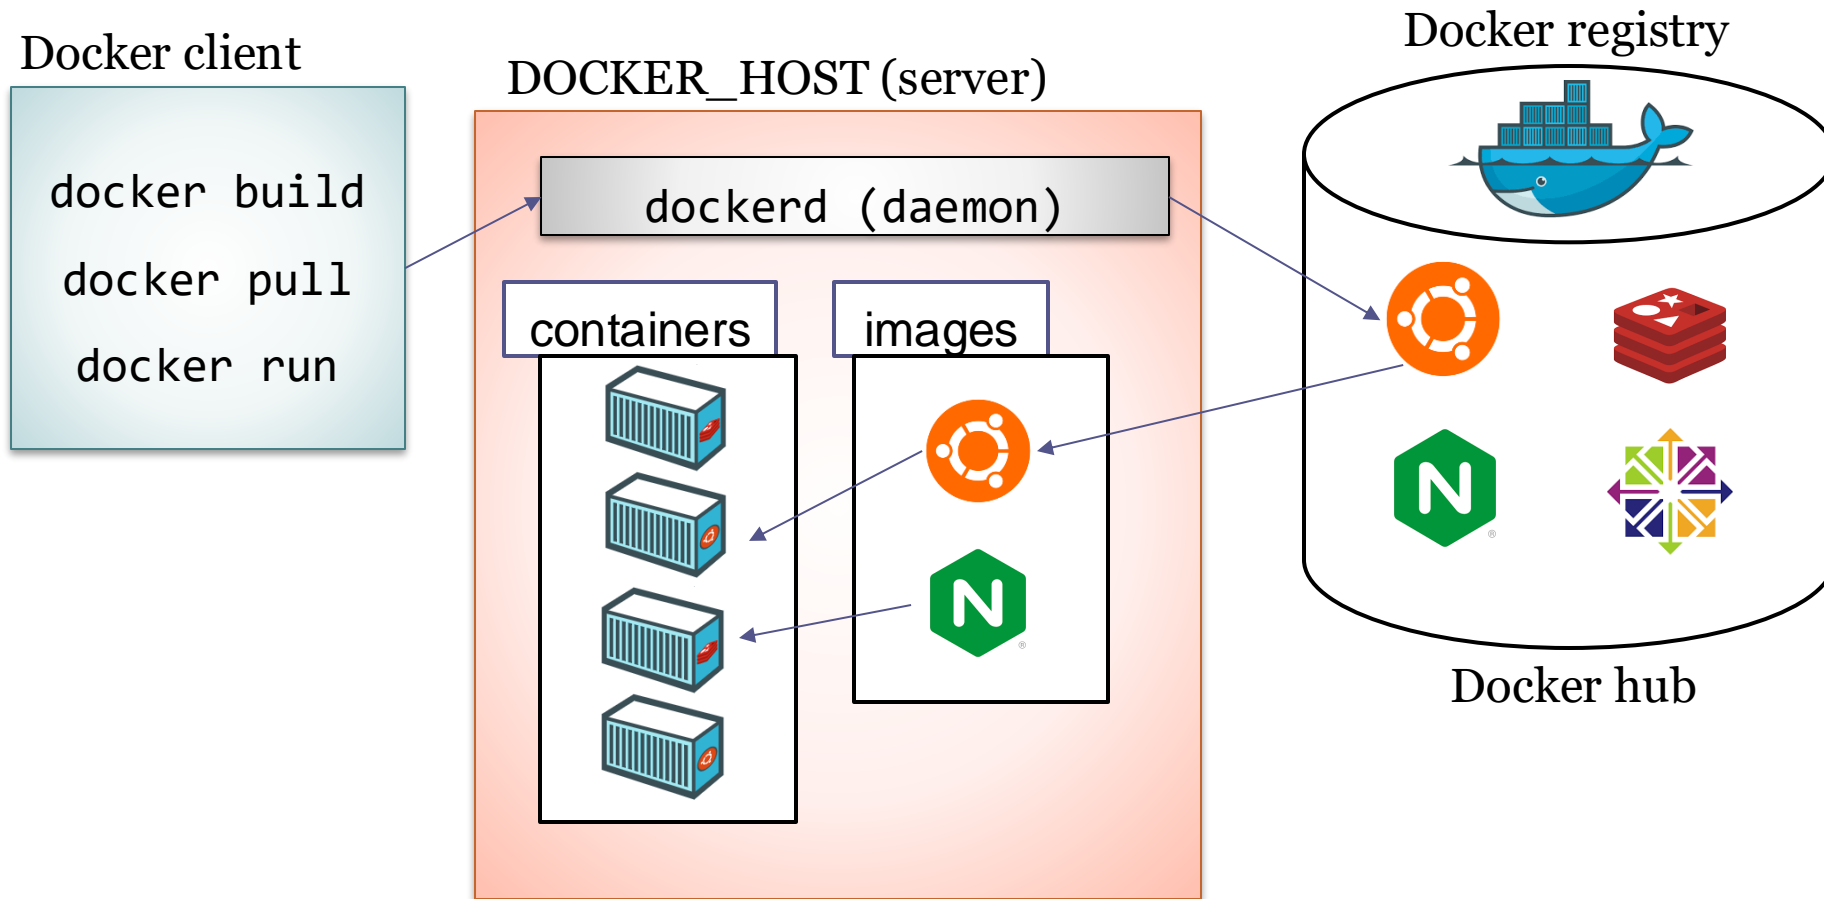 Docker client
docker build
docker pull
docker run
DOCKER_HOST (server)
dockerd (daemon)
containers
images
N
®
Docker registry
N
®
Docker hub